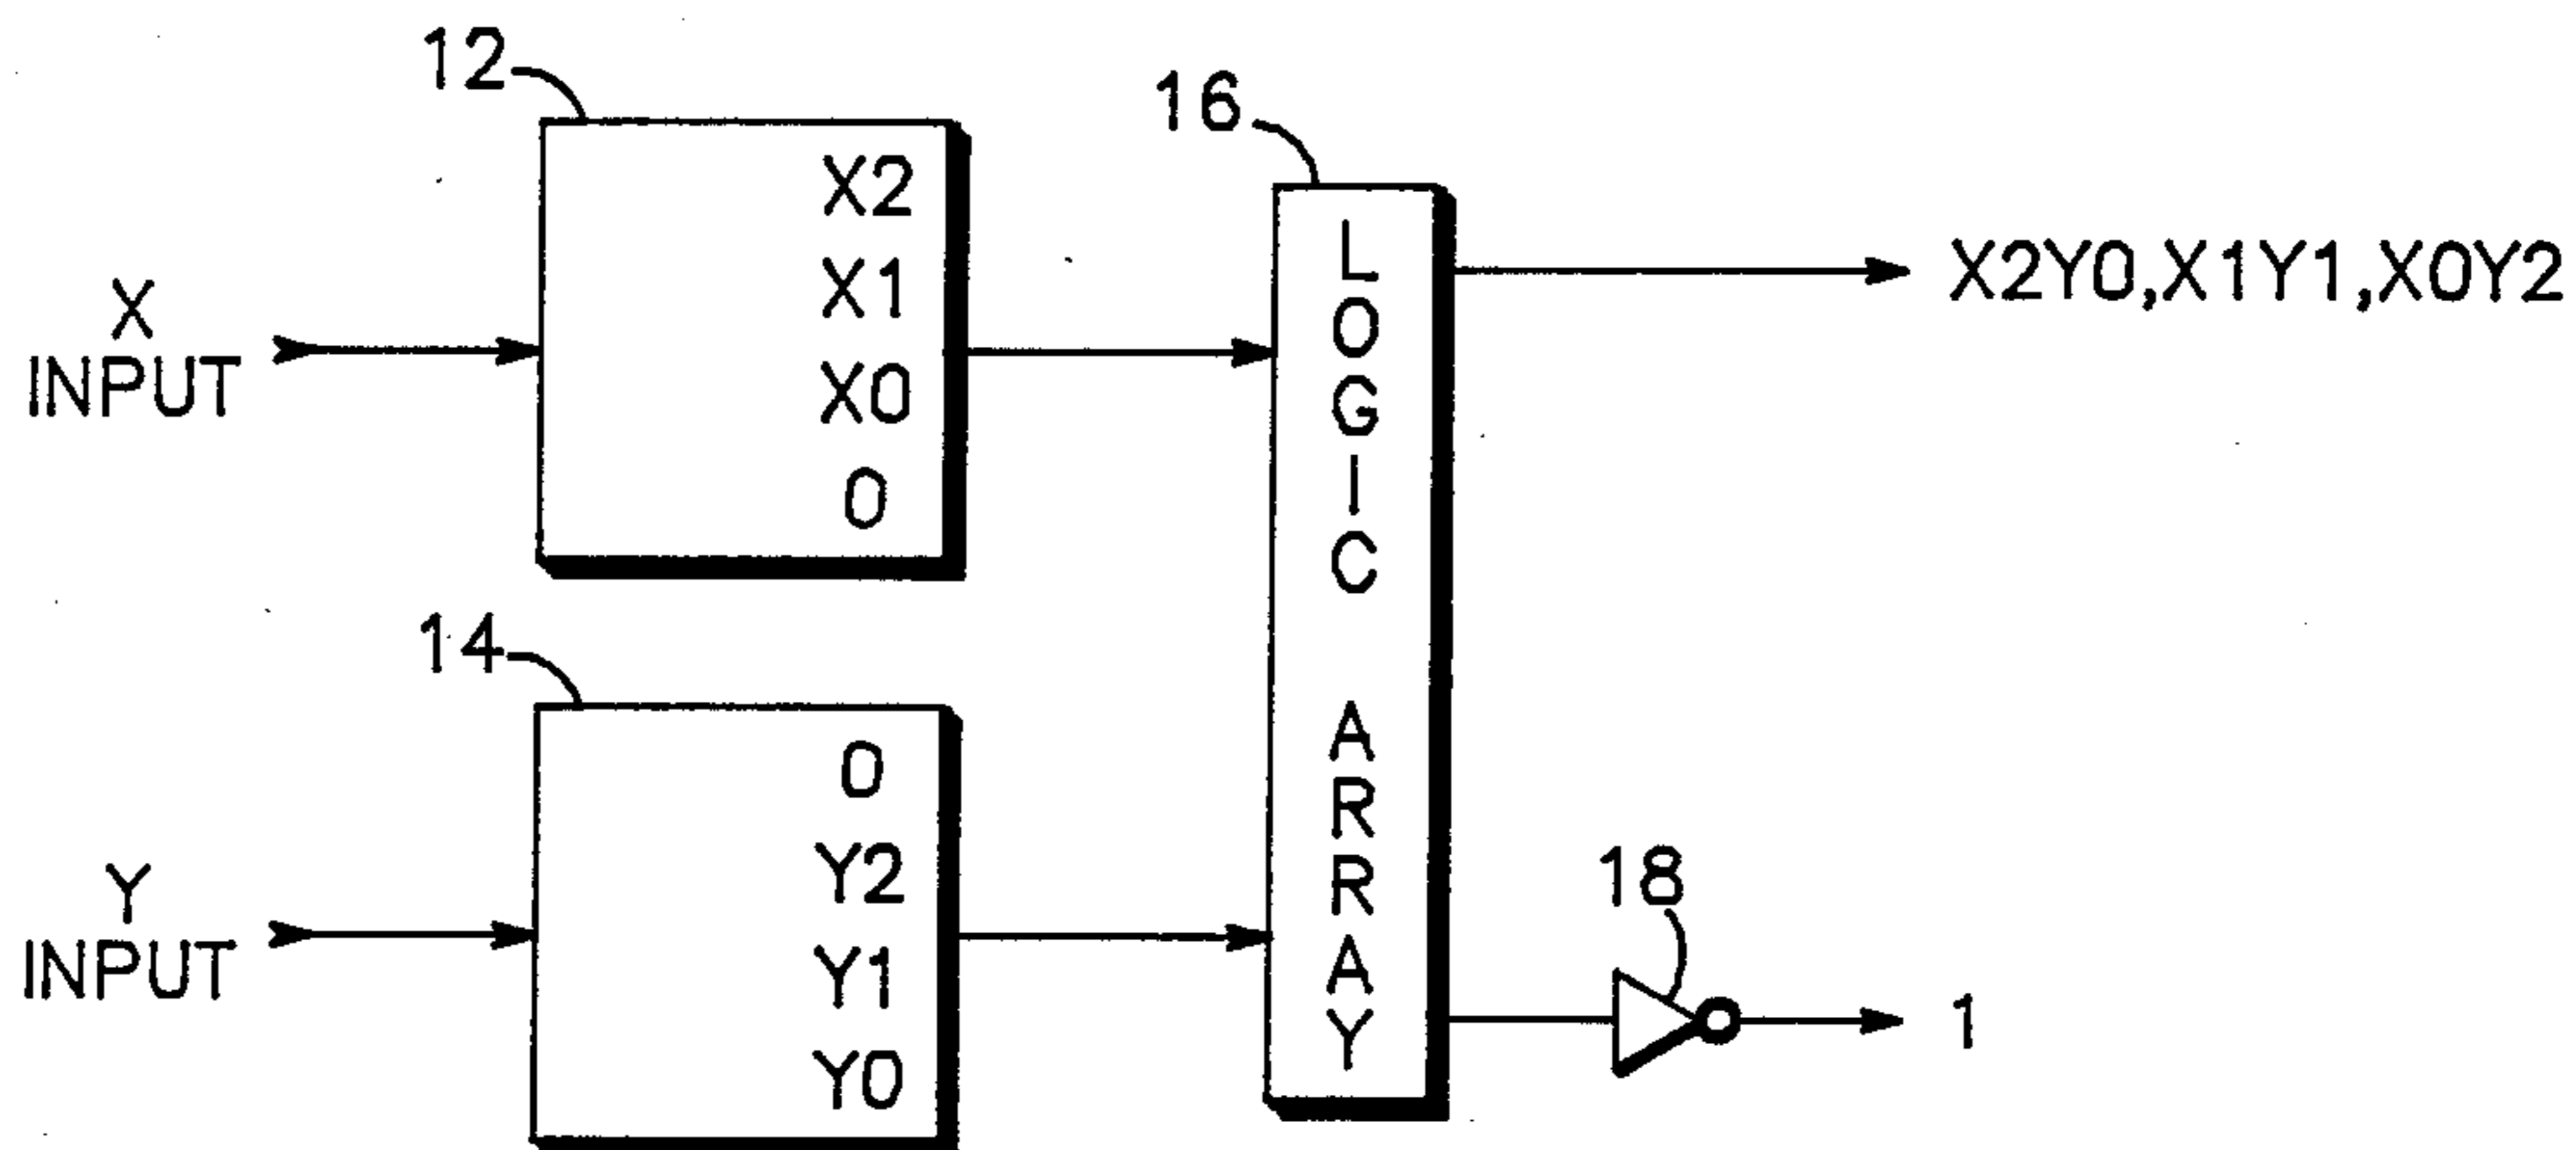 12
X2
X1
X0
0
X
INPUT
16
LOGIC ARRAY
X2Y0,X1Y1,X0Y2
14
0
Y2
Y1
Y0
Y
INPUT
18
1